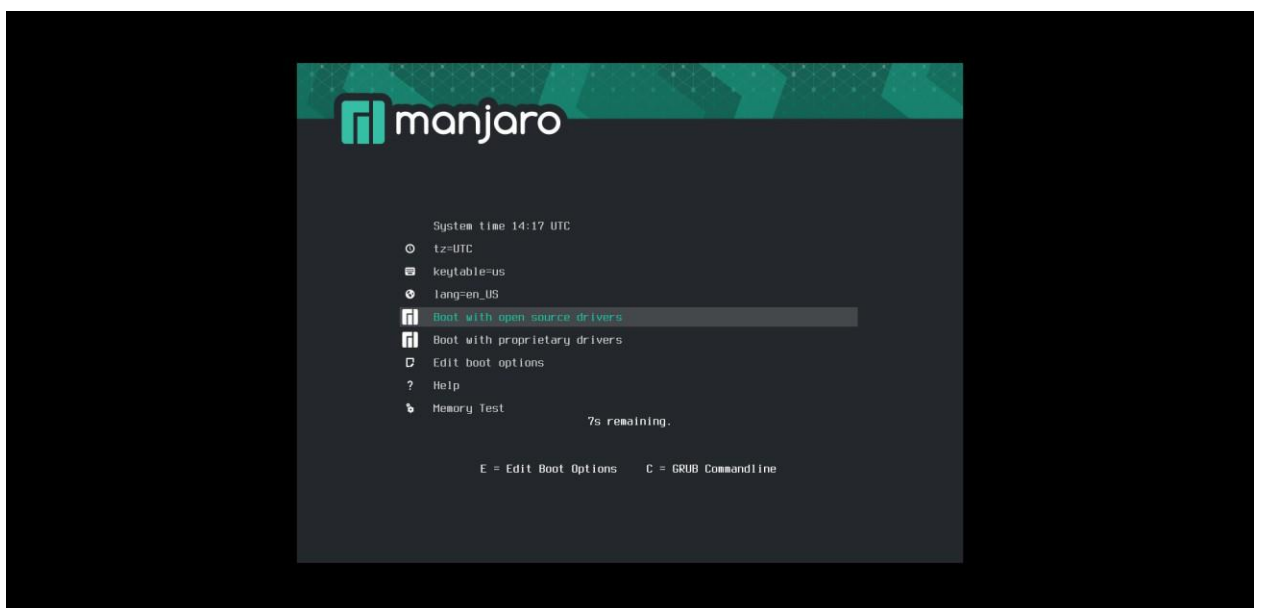 manjaro
System time 14:17 UTC
tz=UTC
keytable=us
lang=en_US
Boot with open source drivers
Boot with proprietary drivers
Edit boot options
? Help
Memory Test
7s remaining.
E = Edit Boot Options C = GRUB Commandline